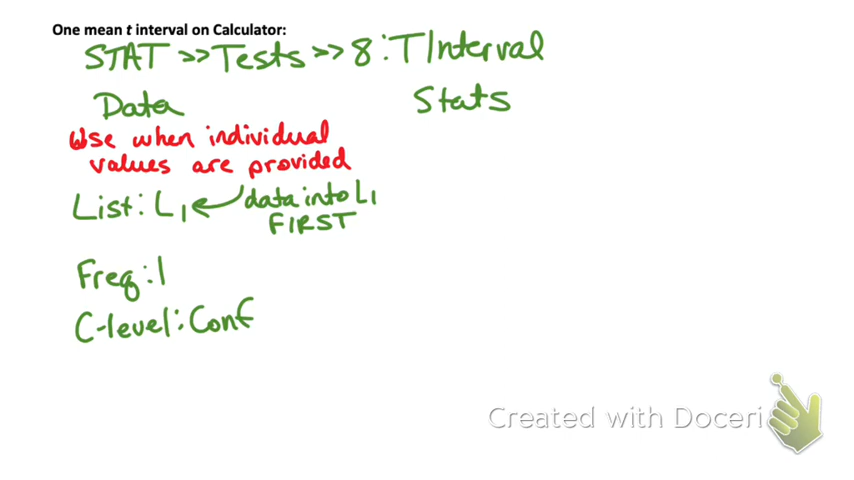 One mean t interval on Calculator:
STAT >> Tests >> 8:TInterval
Data
Stats
Use when individual
values are provided
List: L1
data into L1
FIRST
Freq: 1
C-level: Conf
Created with Doceri